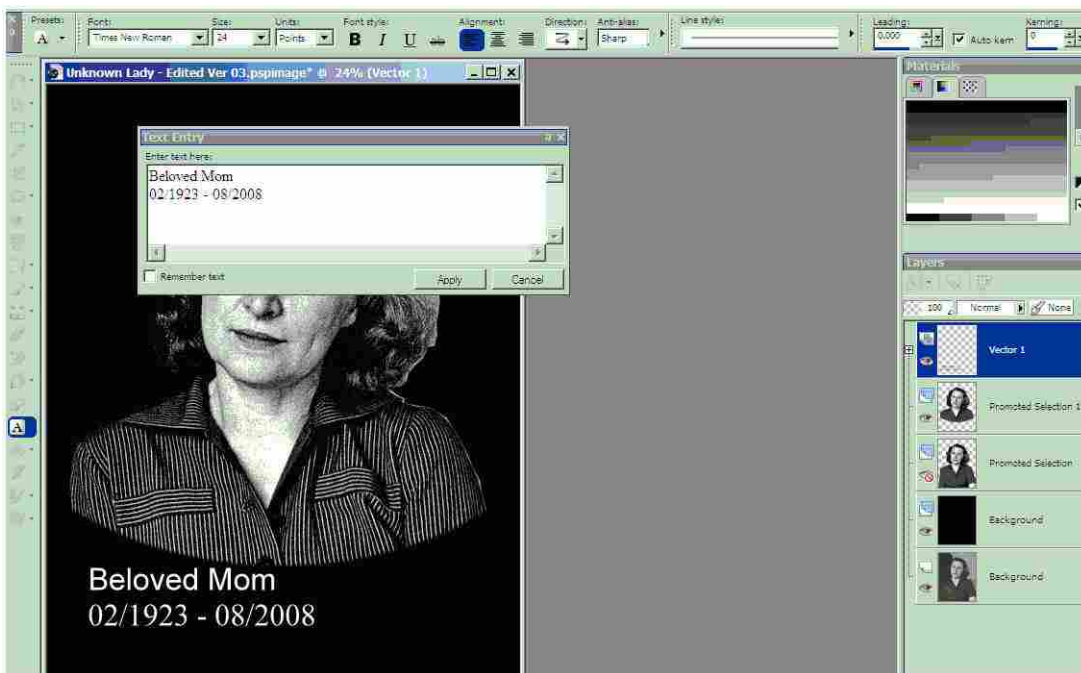 Presets:
Font:
Size:
Units:
Font style:
Alignment:
Direction:
Anti-alias:
Line style:
Leading:
Kerning:
A
Times New Roman
24
Points
B I U
Sharp
0.000
Auto kern
0
Unknown Lady - Edited Ver 03.pspimage* @ 24% (Vector 1)
Text Entry
Enter text here:
Beloved Mom
02/1923 - 08/2008
Remember text
Apply
Cancel
A
Beloved Mom
02/1923 - 08/2008
Materials
Layers
100
Normal
None
Vector 1
Promoted Selection 1
Promoted Selection
Background
Background